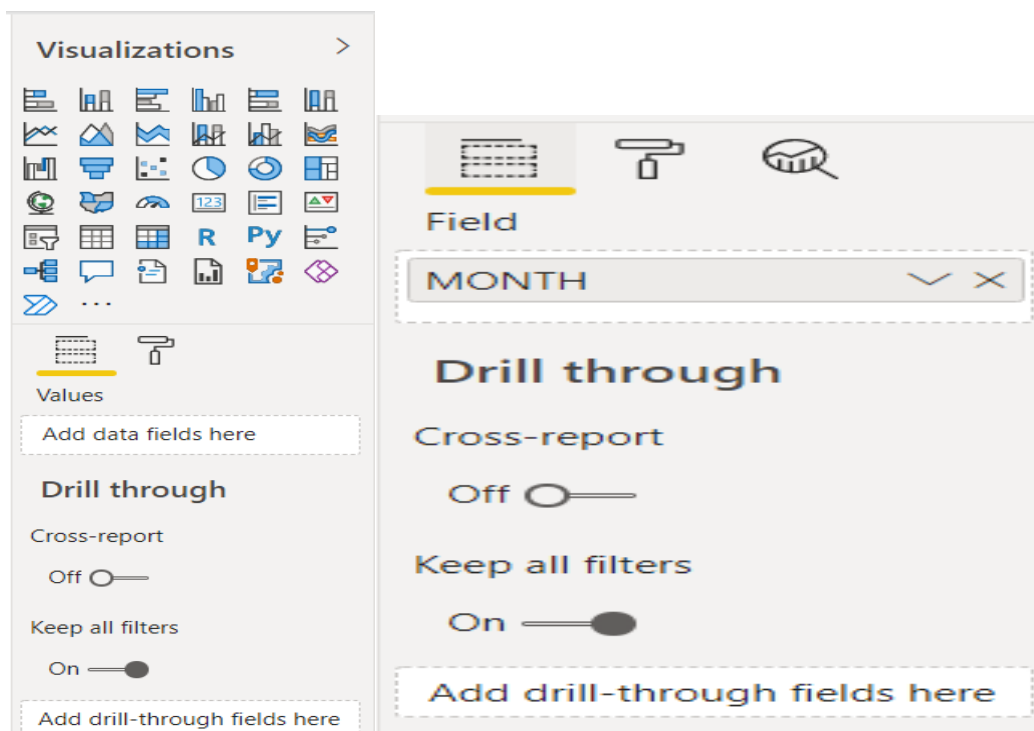 Visualizations
123
R
Py
...
Values
Add data fields here
Drill through
Cross-report
Off
Keep all filters
On
Add drill-through fields here
Field
MONTH
Drill through
Cross-report
Off
Keep all filters
On
Add drill-through fields here